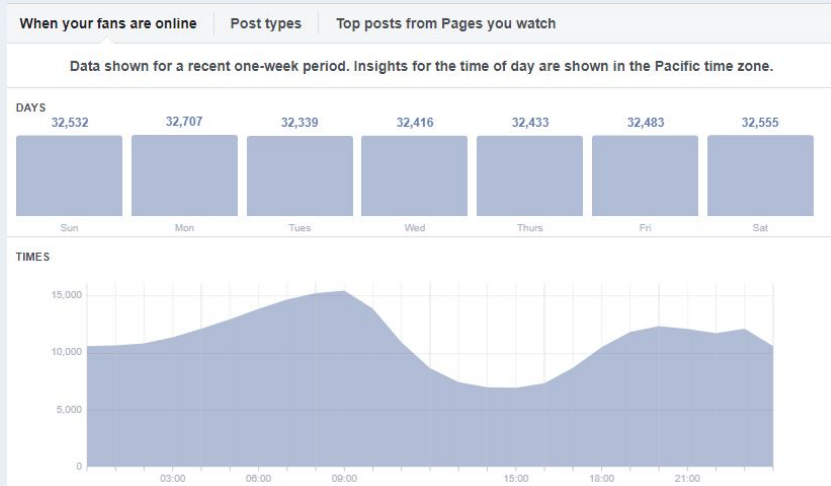 When your fans are online Post types Top posts from Pages you watch
Data shown for a recent one-week period. Insights for the time of day are shown in the Pacific time zone.
DAYS
32,532 32,707 32,339 32,416 32,433 32,483 32,555
Sun Mon Tues Wed Thurs Fri Sat
TIMES
15,000
10,000
5,000
0
03:00 06:00 09:00 15:00 18:00 21:00